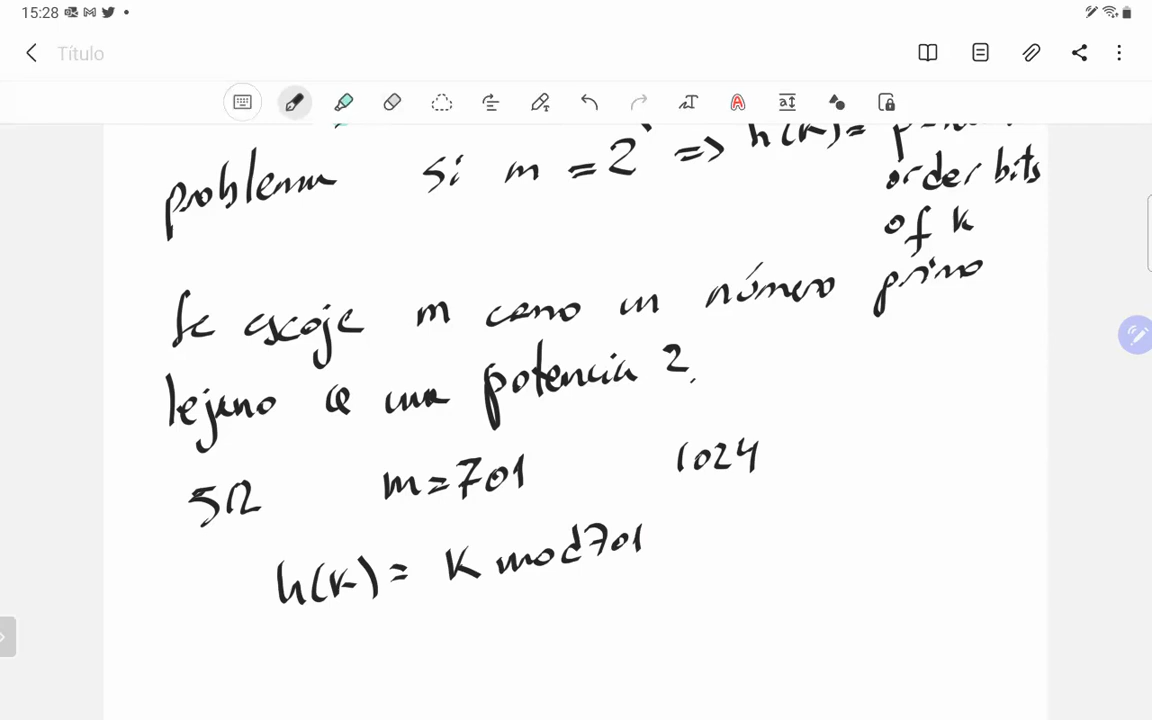 15:28
Título
problema si m = 2 => h(k) =
order bits
of k
Se escoje m como un número primo
lejano a una potencia 2.
512 m = 701 1024
h(k) = k mod 701